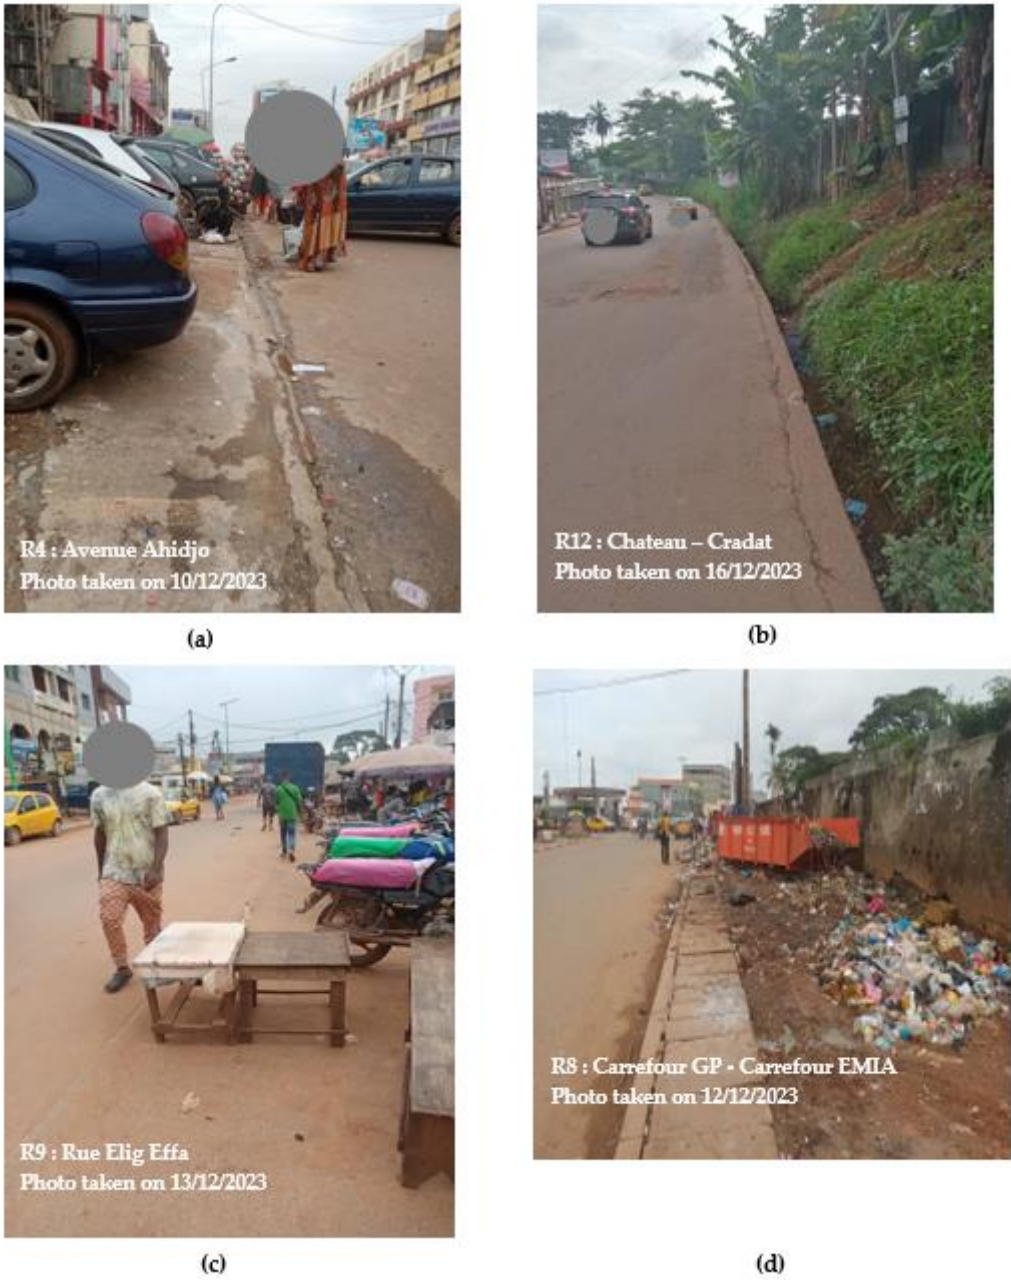 R4 : Avenue Ahidjo
Photo taken on 10/12/2023
(a)
R12 : Chateau – Cradat
Photo taken on 16/12/2023
(b)
R9 : Rue Elig Effa
Photo taken on 13/12/2023
(c)
R8 : Carrefour GP - Carrefour EMIA
Photo taken on 12/12/2023
(d)